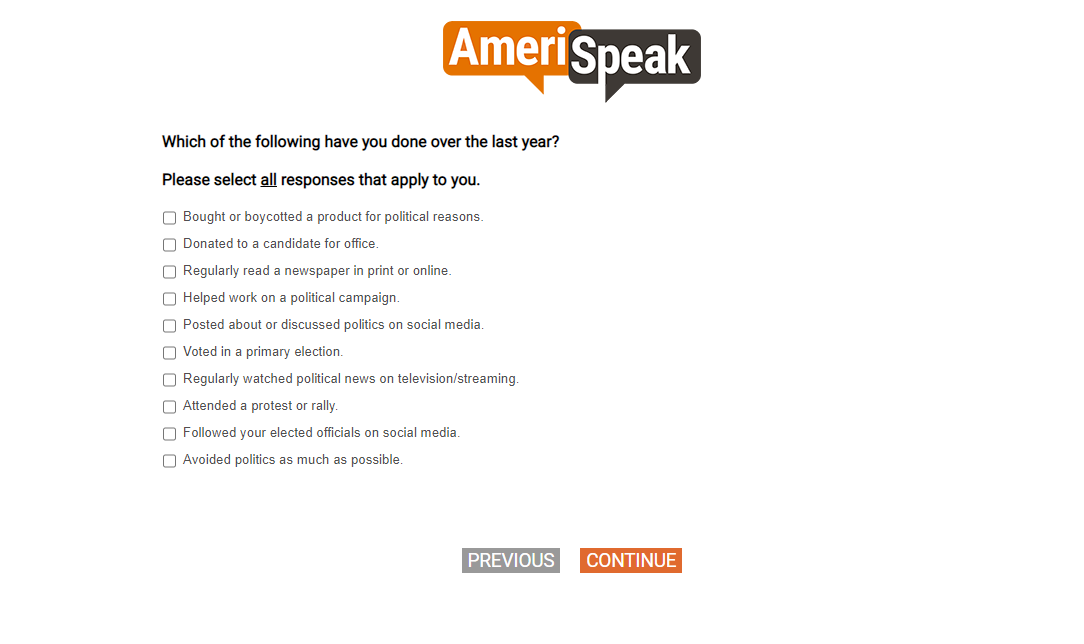 AmeriSpeak
Which of the following have you done over the last year?
Please select all responses that apply to you.
Bought or boycotted a product for political reasons.
Donated to a candidate for office.
Regularly read a newspaper in print or online.
Helped work on a political campaign.
Posted about or discussed politics on social media.
Voted in a primary election.
Regularly watched political news on television/streaming.
Attended a protest or rally.
Followed your elected officials on social media.
Avoided politics as much as possible.
PREVIOUS CONTINUE